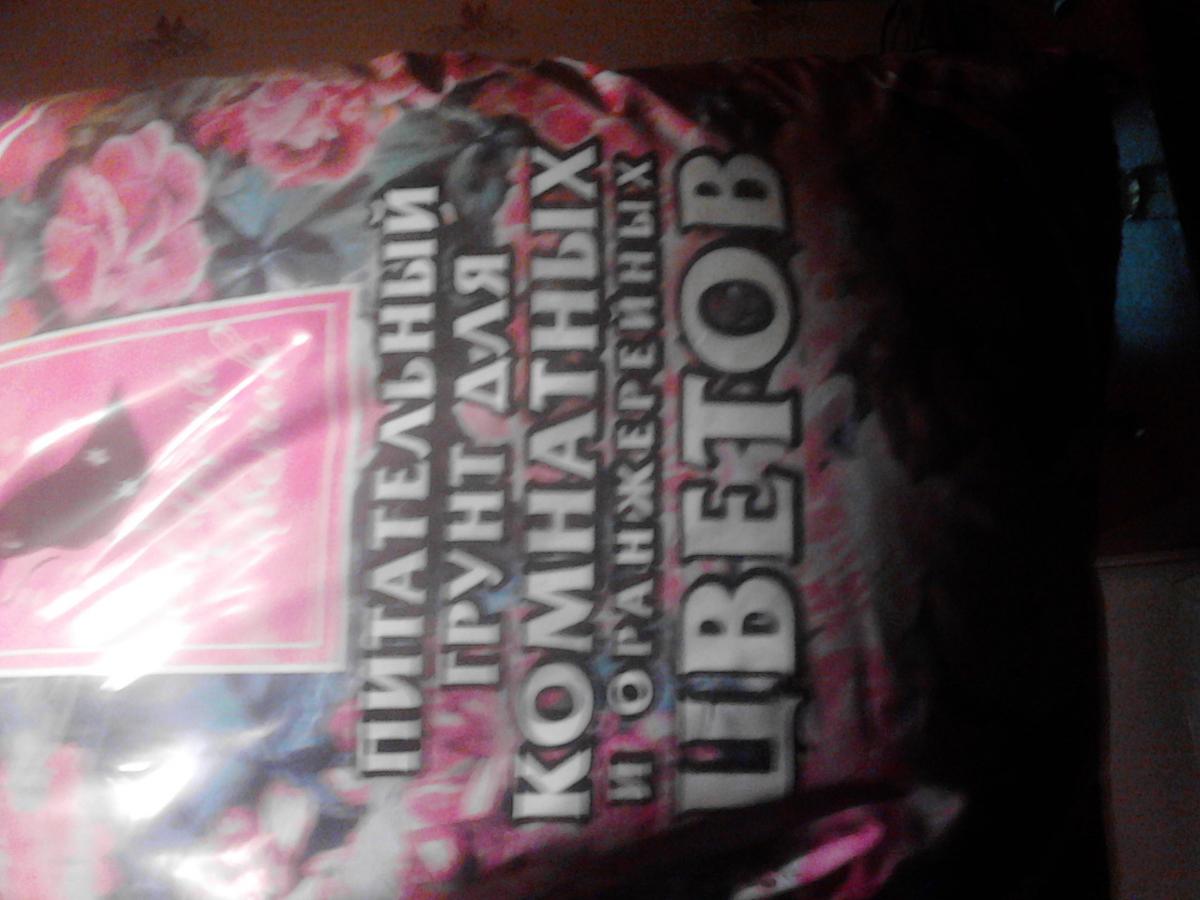 ПИТАТЕЛЬНЫЙ
ГРУНТ ДЛЯ
КОМНАТНЫХ
И ОРАНЖЕРЕЙНЫХ
ЦВЕТОВ